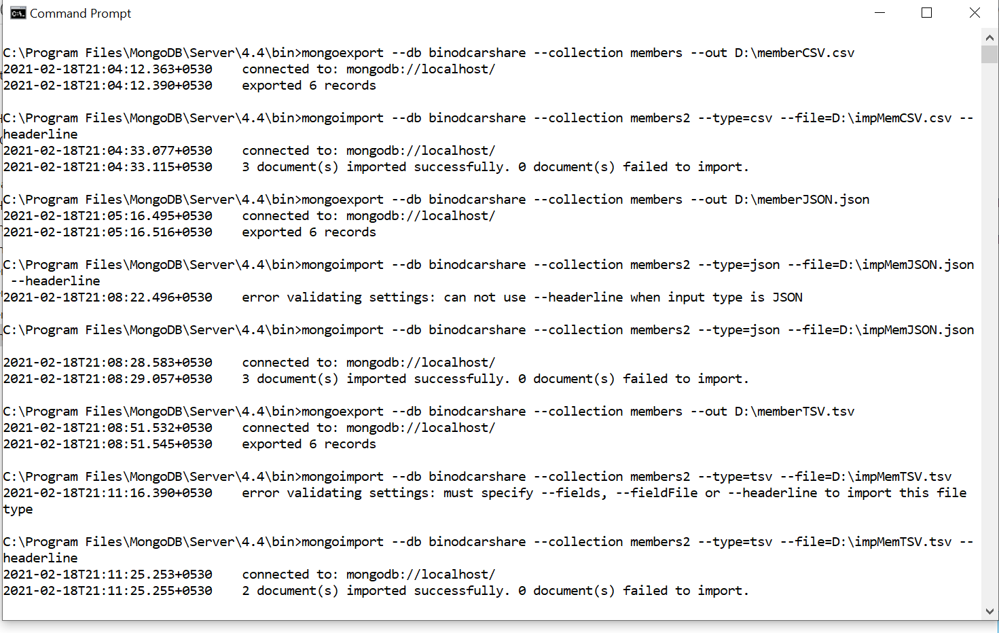 Command Prompt
C:\Program Files\MongoDB\Server\4.4\bin>mongoexport --db binodcarshare --collection members --out D:\memberCSV.csv
2021-02-18T21:04:12.363+0530    connected to: mongodb://localhost/
2021-02-18T21:04:12.390+0530    exported 6 records
C:\Program Files\MongoDB\Server\4.4\bin>mongoimport --db binodcarshare --collection members2 --type=csv --file=D:\impMemCSV.csv --
headerline
2021-02-18T21:04:33.077+0530    connected to: mongodb://localhost/
2021-02-18T21:04:33.115+0530    3 document(s) imported successfully. 0 document(s) failed to import.
C:\Program Files\MongoDB\Server\4.4\bin>mongoexport --db binodcarshare --collection members --out D:\memberJSON.json
2021-02-18T21:05:16.495+0530    connected to: mongodb://localhost/
2021-02-18T21:05:16.516+0530    exported 6 records
C:\Program Files\MongoDB\Server\4.4\bin>mongoimport --db binodcarshare --collection members2 --type=json --file=D:\impMemJSON.json
 --headerline
2021-02-18T21:08:22.496+0530    error validating settings: can not use --headerline when input type is JSON
C:\Program Files\MongoDB\Server\4.4\bin>mongoimport --db binodcarshare --collection members2 --type=json --file=D:\impMemJSON.json
2021-02-18T21:08:28.583+0530    connected to: mongodb://localhost/
2021-02-18T21:08:29.057+0530    3 document(s) imported successfully. 0 document(s) failed to import.
C:\Program Files\MongoDB\Server\4.4\bin>mongoexport --db binodcarshare --collection members --out D:\memberTSV.tsv
2021-02-18T21:08:51.532+0530    connected to: mongodb://localhost/
2021-02-18T21:08:51.545+0530    exported 6 records
C:\Program Files\MongoDB\Server\4.4\bin>mongoimport --db binodcarshare --collection members2 --type=tsv --file=D:\impMemTSV.tsv
2021-02-18T21:11:16.390+0530    error validating settings: must specify --fields, --fieldFile or --headerline to import this file
type
C:\Program Files\MongoDB\Server\4.4\bin>mongoimport --db binodcarshare --collection members2 --type=tsv --file=D:\impMemTSV.tsv --
headerline
2021-02-18T21:11:25.253+0530    connected to: mongodb://localhost/
2021-02-18T21:11:25.255+0530    2 document(s) imported successfully. 0 document(s) failed to import.